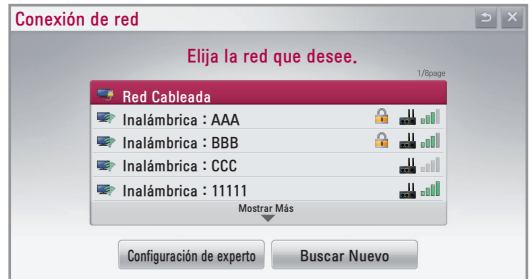 Conexión de red
Elija la red que desee.
1/8page
Red Cableada
Inalámbrica : AAA
Inalámbrica : BBB
Inalámbrica : CCC
Inalámbrica : 11111
Mostrar Más
Configuración de experto
Buscar Nuevo